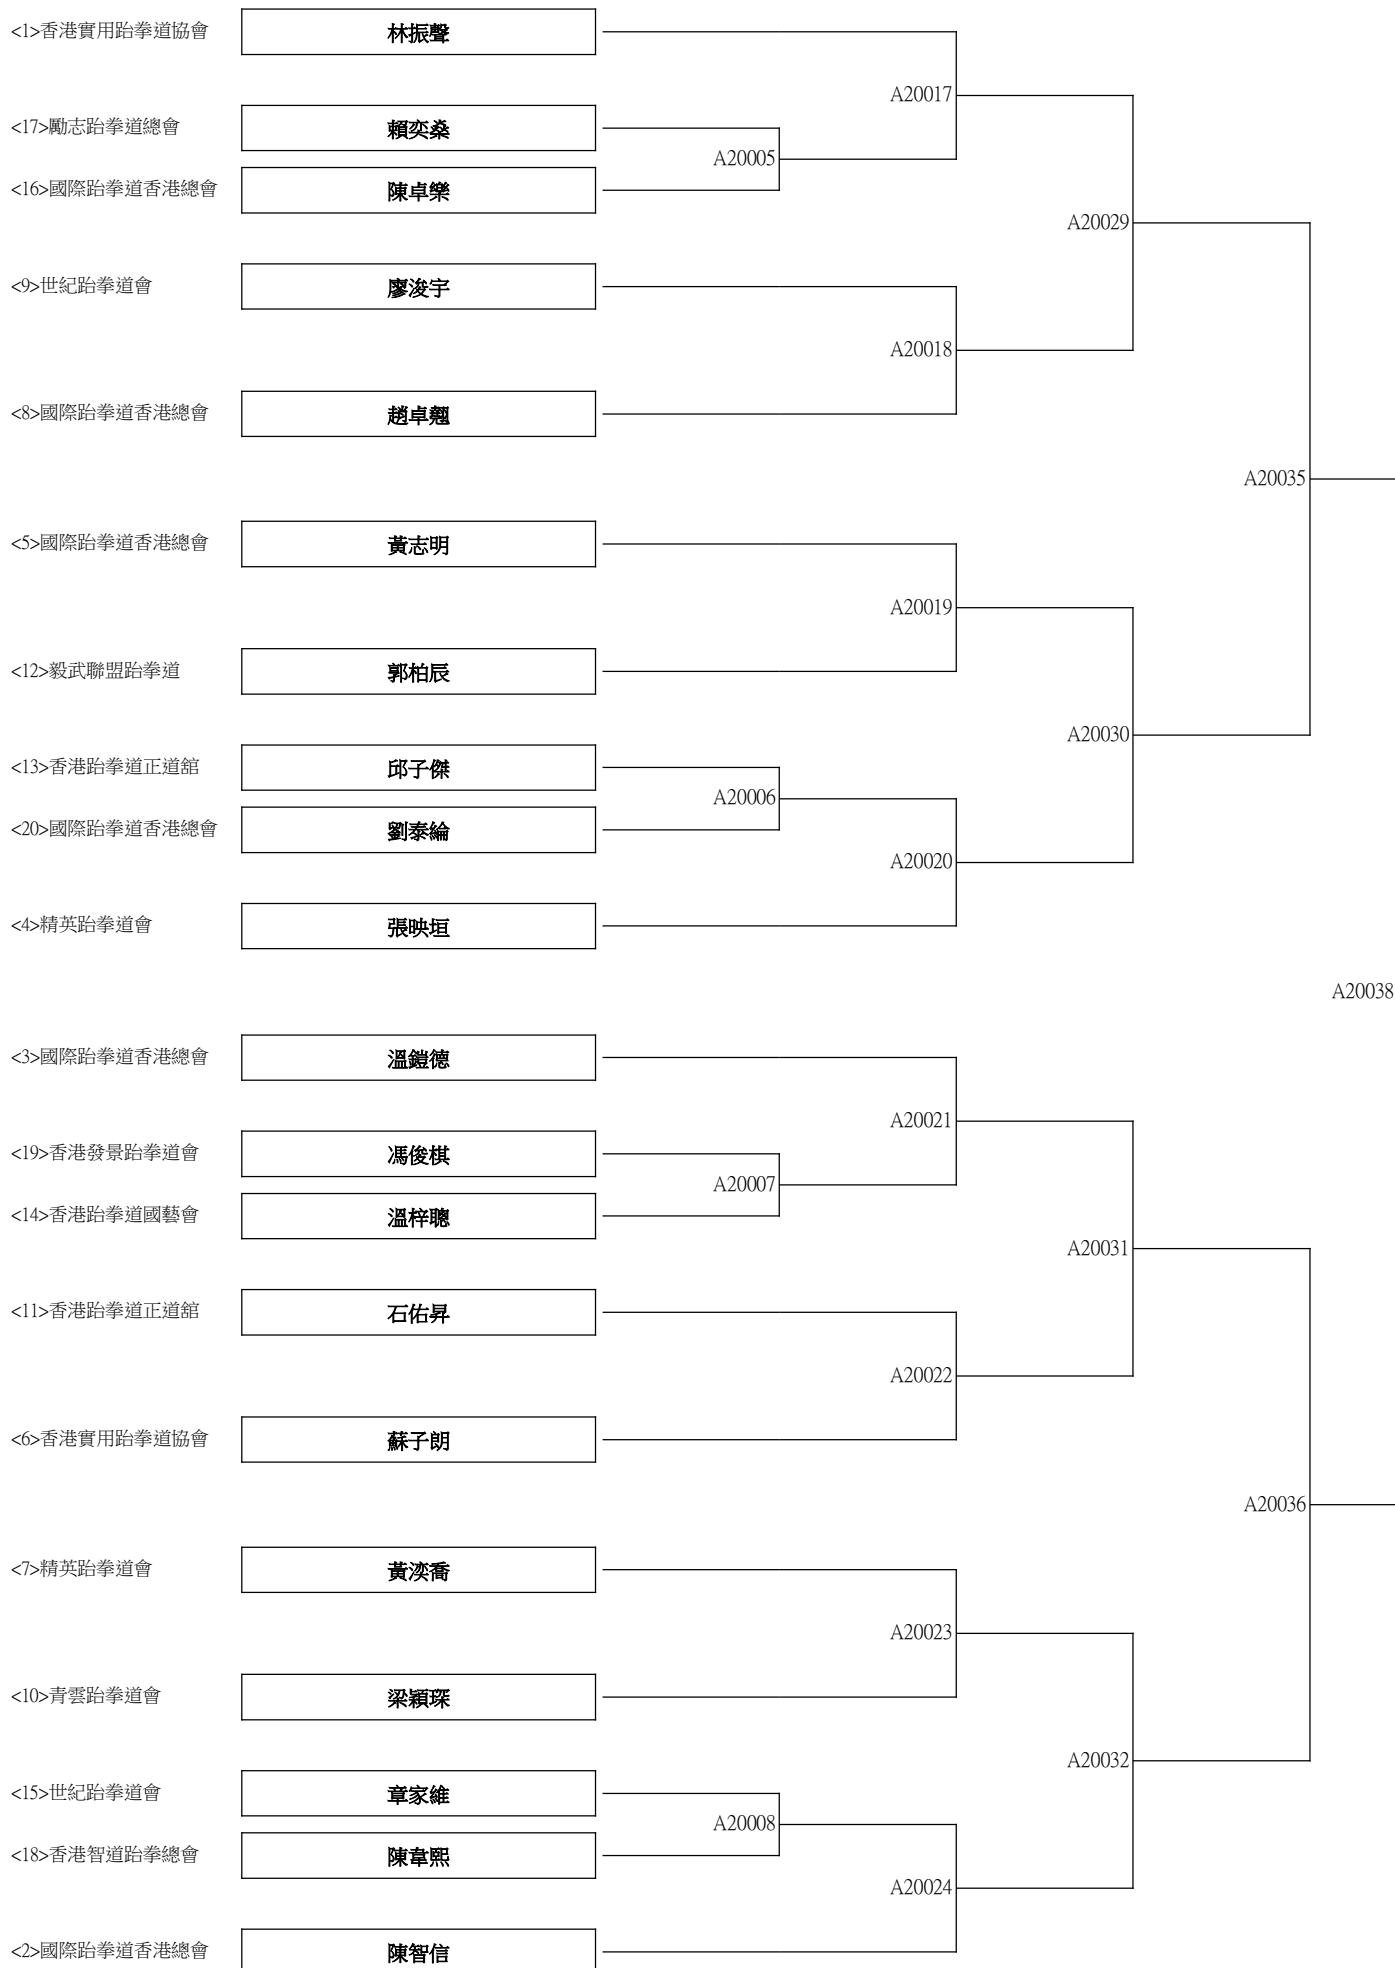 <1>香港實用跆拳道協會 林振聲
A20017
<17>勵志跆拳道總會 賴奕燊
A20005
<16>國際跆拳道香港總會 陳卓樂
A20029
<9>世紀跆拳道會 廖浚宇
A20018
<8>國際跆拳道香港總會 趙卓翹
A20035
<5>國際跆拳道香港總會 黃志明
A20019
<12>毅武聯盟跆拳道 郭柏辰
A20030
<13>香港跆拳道正道舘 邱子傑
A20006
<20>國際跆拳道香港總會 劉泰綸
A20020
<4>精英跆拳道會 張映垣
A20038
<3>國際跆拳道香港總會 溫鎧德
A20021
<19>香港發景跆拳道會 馮俊棋
A20007
<14>香港跆拳道國藝會 溫梓聰
A20031
<11>香港跆拳道正道舘 石佑昇
A20022
<6>香港實用跆拳道協會 蘇子朗
A20036
<7>精英跆拳道會 黃湙喬
A20023
<10>青雲跆拳道會 梁穎琛
A20032
<15>世紀跆拳道會 章家維
A20008
<18>香港智道跆拳總會 陳韋熙
A20024
<2>國際跆拳道香港總會 陳智信